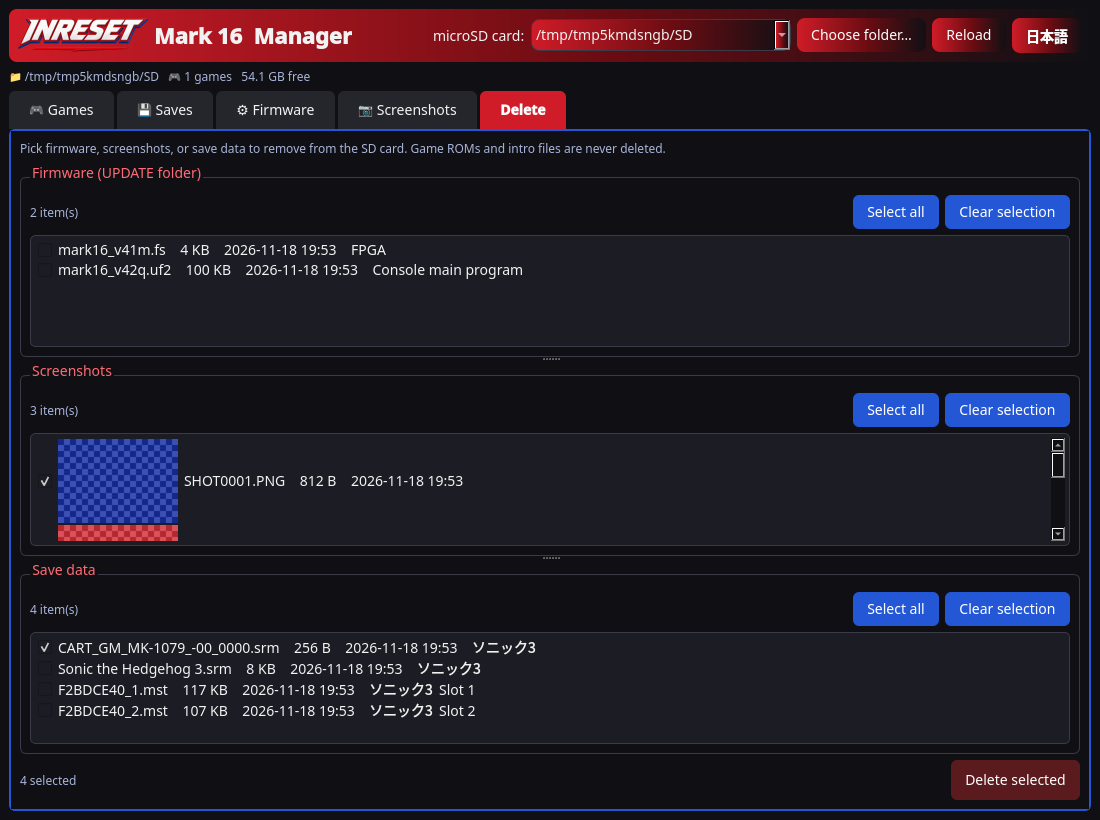 INRESET Mark 16 Manager microSD card: /tmp/tmp5kmdsngb/SD Choose folder... Reload 日本語
/tmp/tmp5kmdsngb/SD 1 games 54.1 GB free
Games Saves Firmware Screenshots Delete
Pick firmware, screenshots, or save data to remove from the SD card. Game ROMs and intro files are never deleted.
Firmware (UPDATE folder)
2 item(s) Select all Clear selection
mark16_v41m.fs 4 KB 2026-11-18 19:53 FPGA
mark16_v42q.uf2 100 KB 2026-11-18 19:53 Console main program
Screenshots
3 item(s) Select all Clear selection
SHOT0001.PNG 812 B 2026-11-18 19:53
Save data
4 item(s) Select all Clear selection
CART_GM_MK-1079_-00_0000.srm 256 B 2026-11-18 19:53 ソニック3
Sonic the Hedgehog 3.srm 8 KB 2026-11-18 19:53 ソニック3
F2BDCE40_1.mst 117 KB 2026-11-18 19:53 ソニック3 Slot 1
F2BDCE40_2.mst 107 KB 2026-11-18 19:53 ソニック3 Slot 2
4 selected Delete selected